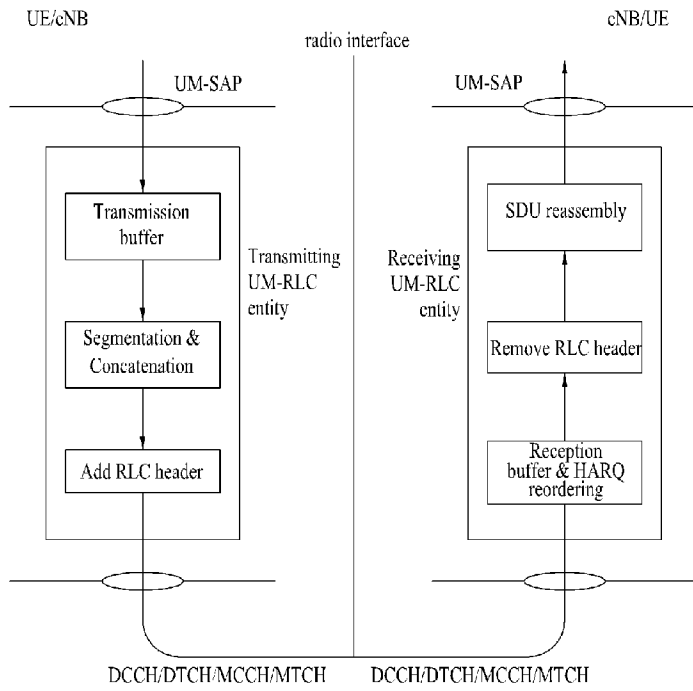 UE/eNB
eNB/UE
radio interface
UM-SAP
UM-SAP
Transmission
buffer
Segmentation &
Concatenation
Add RLC header
Transmitting
UM-RLC
entity
Receiving
UM-RLC
entity
SDU reassembly
Remove RLC header
Reception
buffer & HARQ
reordering
DCCH/DTCH/MCCH/MTCH
DCCH/DTCH/MCCH/MTCH